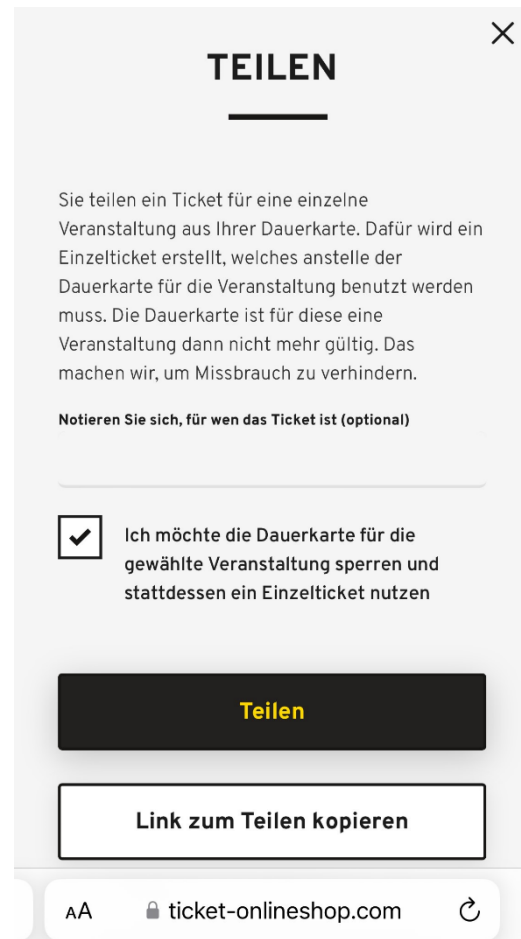 TEILEN
Sie teilen ein Ticket für eine einzelne
Veranstaltung aus Ihrer Dauerkarte. Dafür wird ein
Einzelticket erstellt, welches anstelle der
Dauerkarte für die Veranstaltung benutzt werden
muss. Die Dauerkarte ist für diese eine
Veranstaltung dann nicht mehr gültig. Das
machen wir, um Missbrauch zu verhindern.
Notieren Sie sich, für wen das Ticket ist (optional)
Ich möchte die Dauerkarte für die
gewählte Veranstaltung sperren und
stattdessen ein Einzelticket nutzen
Teilen
Link zum Teilen kopieren
AA ticket-onlineshop.com